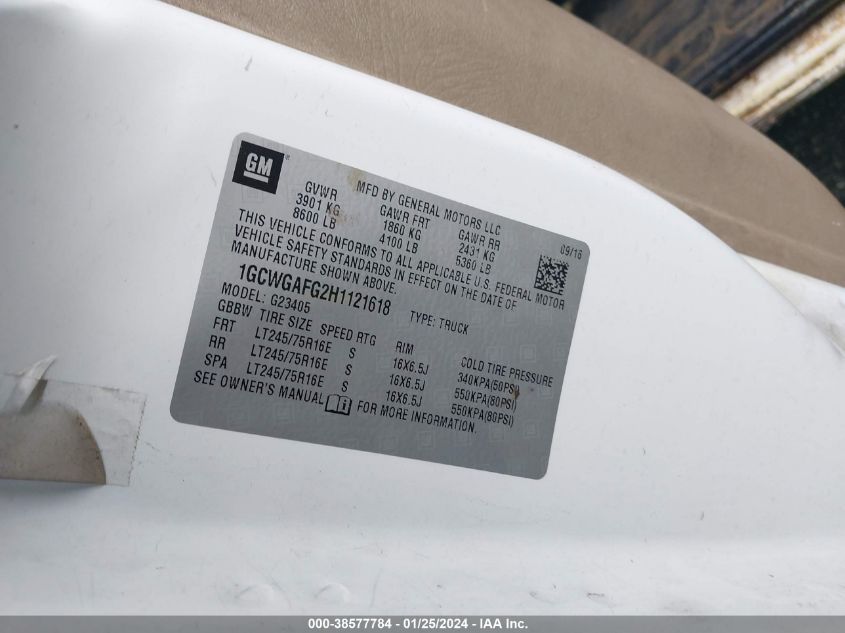 GM
MFD BY GENERAL MOTORS LLC
09/16
GVWR GAWR FRT GAWR RR
3901 KG 1860 KG 2431 KG
8600 LB 4100 LB 5360 LB
THIS VEHICLE CONFORMS TO ALL APPLICABLE U.S. FEDERAL MOTOR
VEHICLE SAFETY STANDARDS IN EFFECT ON THE DATE OF
MANUFACTURE SHOWN ABOVE.
1GCWGAFG2H1121618 TYPE: TRUCK
MODEL: G23405
GBBW TIRE SIZE SPEED RTG RIM COLD TIRE PRESSURE
FRT LT245/75R16E S 16X6.5J 340KPA(50PSI)
RR LT245/75R16E S 16X6.5J 550KPA(80PSI)
SPA LT245/75R16E S 16X6.5J 550KPA(80PSI)
SEE OWNER'S MANUAL FOR MORE INFORMATION.
000-38577784 - 01/25/2024 - IAA Inc.